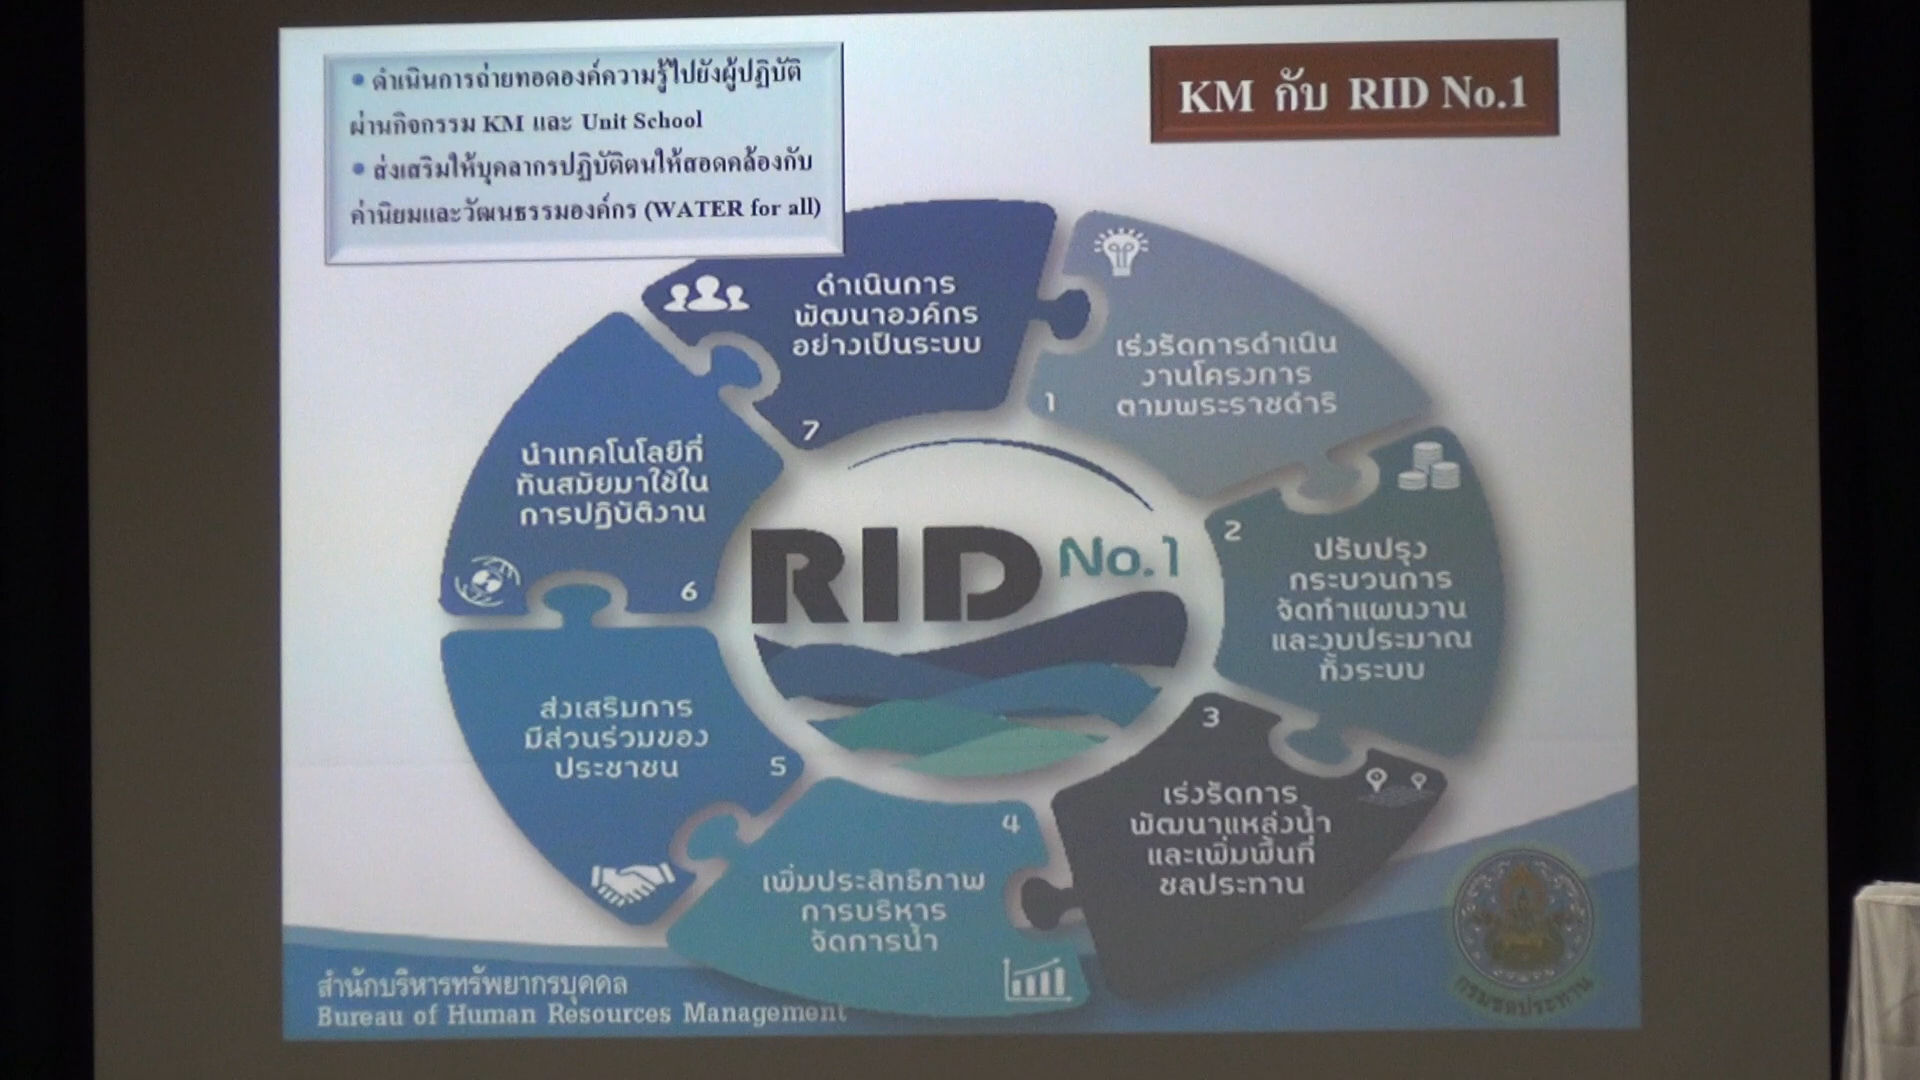 • ดำเนินการถ่ายทอดองค์ความรู้ไปยังผู้ปฏิบัติ
ผ่านกิจกรรม KM และ Unit School
• ส่งเสริมให้บุคลากรปฏิบัติตนให้สอดคล้องกับ
ค่านิยมและวัฒนธรรมองค์กร (WATER for all)
KM กับ RID No.1
1
เร่งรัดการดำเนิน
งานโครงการ
ตามพระราชดำริ
2
ปรับปรุง
กระบวนการ
จัดทำแผนงาน
และงบประมาณ
ทั้งระบบ
3
เร่งรัดการ
พัฒนาแหล่งน้ำ
และเพิ่มพื้นที่
ชลประทาน
4
เพิ่มประสิทธิภาพ
การบริหาร
จัดการน้ำ
5
ส่งเสริมการ
มีส่วนร่วมของ
ประชาชน
6
นำเทคโนโลยีที่
ทันสมัยมาใช้ใน
การปฏิบัติงาน
7
ดำเนินการ
พัฒนาองค์กร
อย่างเป็นระบบ
RID No.1
สำนักบริหารทรัพยากรบุคคล
Bureau of Human Resources Management
กรมชลประทาน